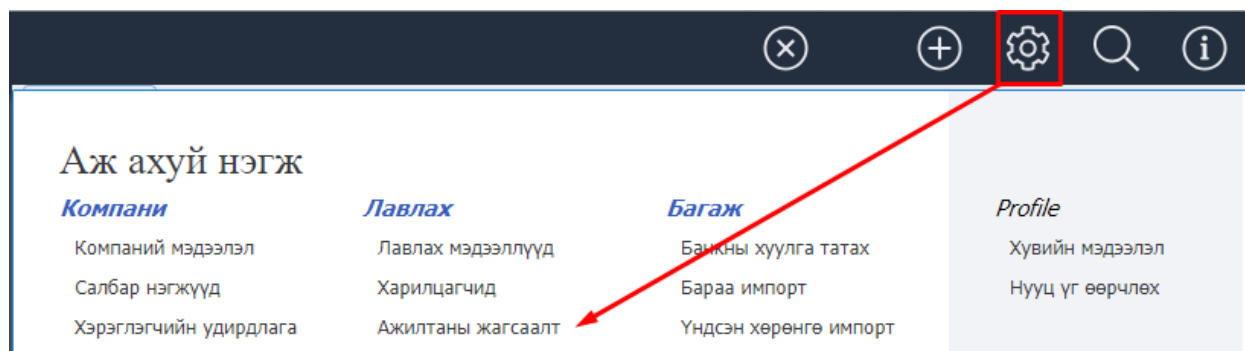 Аж ахуй нэгж
Компани
Компаний мэдээлэл
Салбар нэгжүүд
Хэрэглэгчийн удирдлага
Лавлах
Лавлах мэдээллүүд
Харилцагчид
Ажилтаны жагсаалт
Багаж
Банкны хуулга татах
Бараа импорт
Үндсэн хөрөнгө импорт
Profile
Хувийн мэдээлэл
Нууц үг өөрчлөх